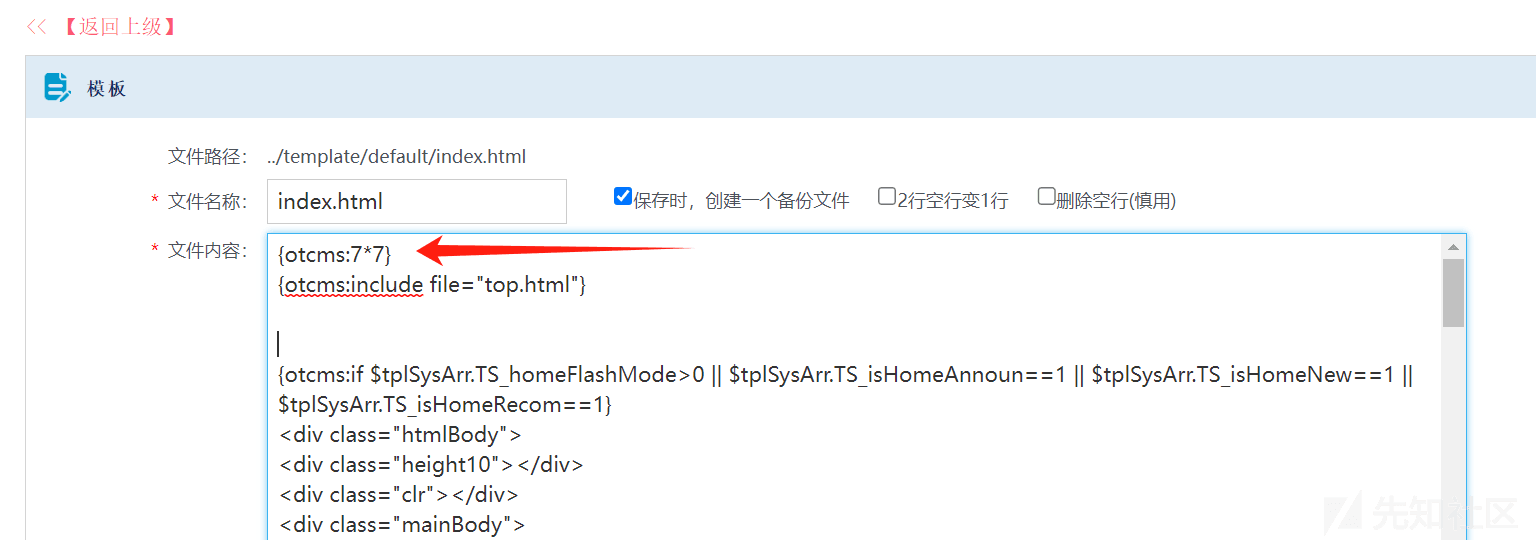 << 【返回上级】
模板
文件路径： ../template/default/index.html
* 文件名称： index.html 保存时，创建一个备份文件 2行空行变1行 删除空行(慎用)
* 文件内容： {otcms:7*7}
{otcms:include file="top.html"}
{otcms:if $tplSysArr.TS_homeFlashMode>0 || $tplSysArr.TS_isHomeAnnoun==1 || $tplSysArr.TS_isHomeNew==1 ||
$tplSysArr.TS_isHomeRecom==1}
<div class="htmlBody">
<div class="height10"></div>
<div class="clr"></div>
<div class="mainBody">
先知社区